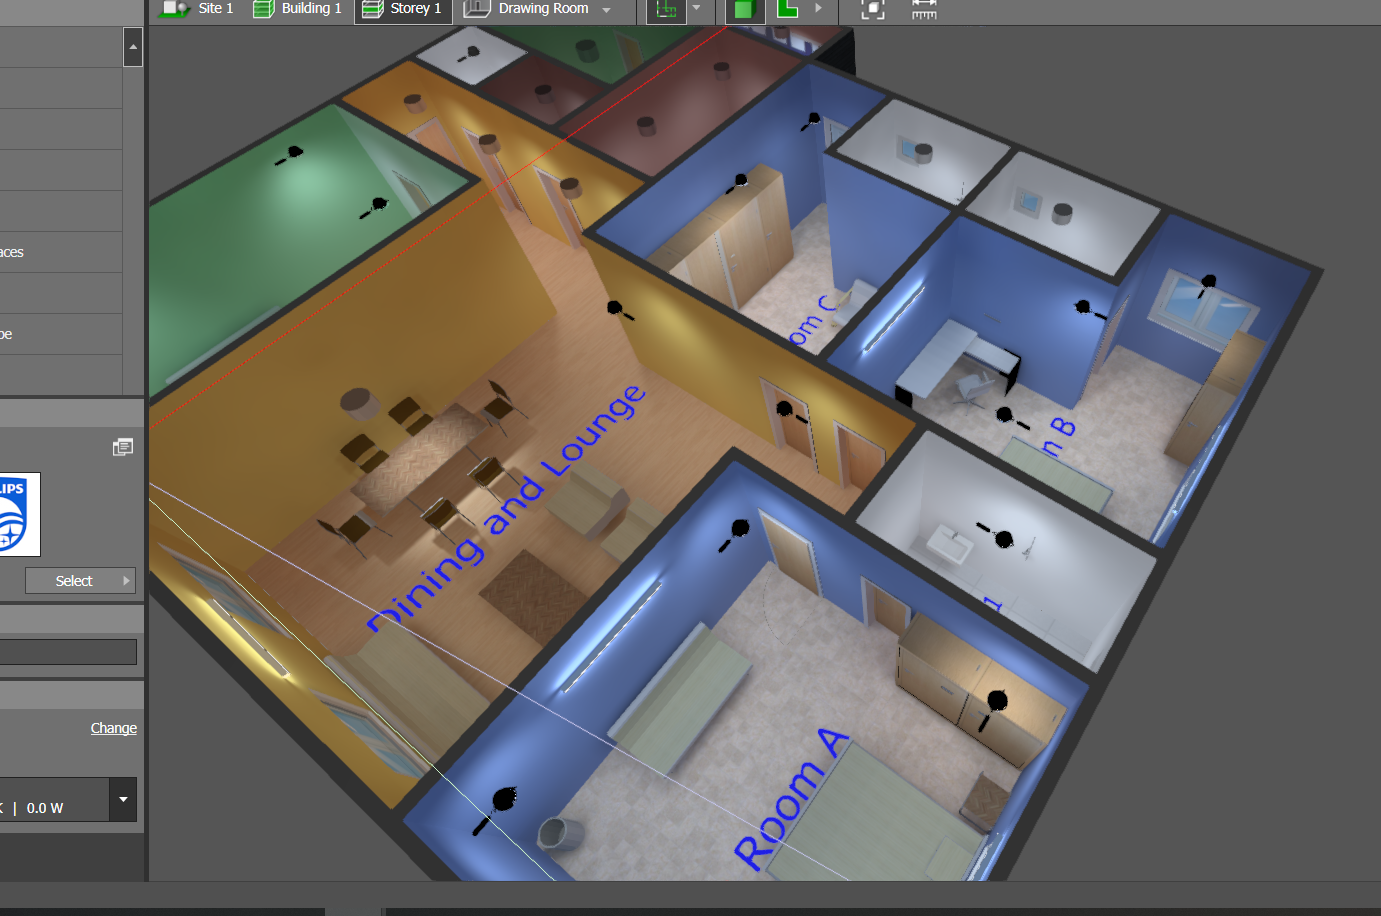 Site 1
Building 1
Storey 1
Drawing Room
aces
pe
LIPS
Select
Change
K | 0.0 W
om C
n B
Dining and Lounge
1
Room A